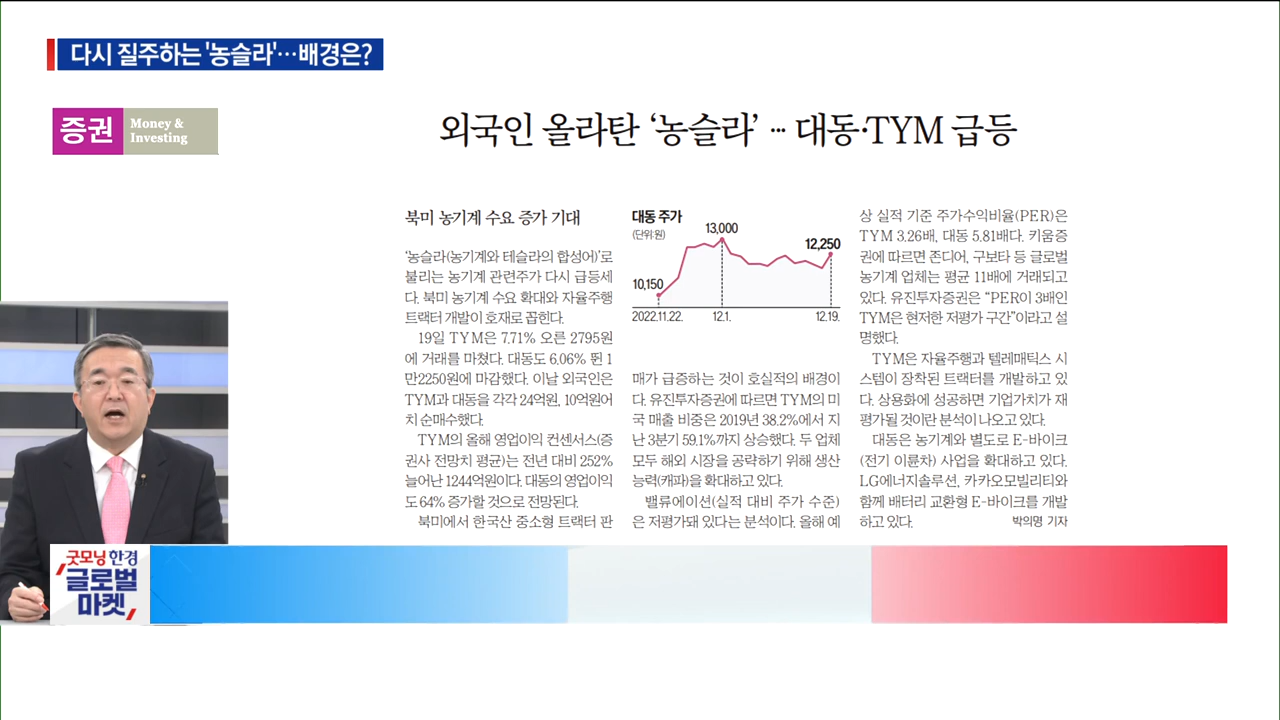 다시 질주하는 '농슬라'…배경은?
증권
Money &
Investing
외국인 올라탄 ‘농슬라’ … 대동·TYM 급등
북미 농기계 수요 증가 기대
‘농슬라(농기계와 테슬라의 합성어)’로
불리는 농기계 관련주가 다시 급등세
다. 북미 농기계 수요 확대와 자율주행
트랙터 개발이 호재로 꼽힌다.
19일 TYM은 7.71% 오른 2795원
에 거래를 마쳤다. 대동도 6.06% 뛴 1
만2250원에 마감했다. 이날 외국인은
TYM과 대동을 각각 24억원, 10억원어
치 순매수했다.
TYM의 올해 영업이익 컨센서스(증
권사 전망치 평균)는 전년 대비 252%
늘어난 1244억원이다. 대동의 영업이익
도 64% 증가할 것으로 전망된다.
북미에서 한국산 중소형 트랙터 판
대동 주가
(단위:원)
13,000
12,250
10,150
2022.11.22.
12.1.
12.19.
매가 급증하는 것이 호실적의 배경이
다. 유진투자증권에 따르면 TYM의 미
국 매출 비중은 2019년 38.2%에서 지
난 3분기 59.1%까지 상승했다. 두 업체
모두 해외 시장을 공략하기 위해 생산
능력(캐파)을 확대하고 있다.
밸류에이션(실적 대비 주가 수준)
은 저평가돼 있다는 분석이다. 올해 예
상 실적 기준 주가수익비율(PER)은
TYM 3.26배, 대동 5.81배다. 키움증
권에 따르면 존디어, 구보타 등 글로벌
농기계 업체는 평균 11배에 거래되고
있다. 유진투자증권은 “PER이 3배인
TYM은 현저한 저평가 구간”이라고 설
명했다.
TYM은 자율주행과 텔레매틱스 시
스템이 장착된 트랙터를 개발하고 있
다. 상용화에 성공하면 기업가치가 재
평가될 것이란 분석이 나오고 있다.
대동은 농기계와 별도로 E-바이크
(전기 이륜차) 사업을 확대하고 있다.
LG에너지솔루션, 카카오모빌리티와
함께 배터리 교환형 E-바이크를 개발
하고 있다. 박의명 기자
굿모닝 한경
글로벌
마켓